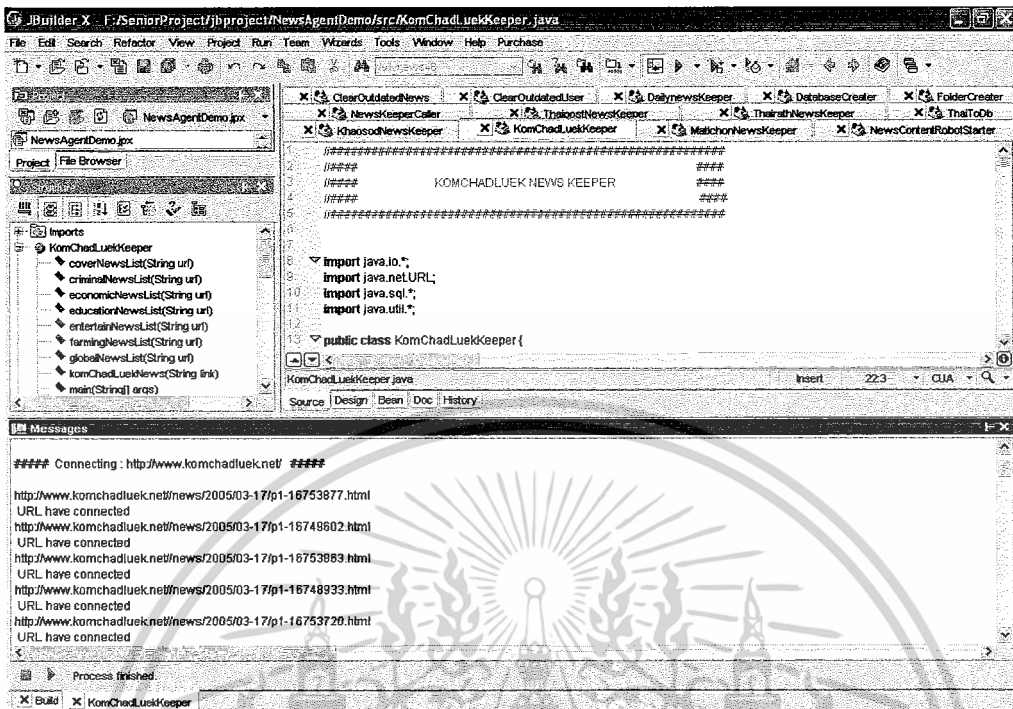 JBuilder X - F:/SeniorProject/jbproject/NewsAgentDemo/src/KomChadLuekKeeper.java
File Edit Search Refactor View Project Run Team Wizards Tools Window Help Purchase
NewsAgentDemo.jpx
NewsAgentDemo.jpx
Project File Browser
Imports
KomChadLuekKeeper
coverNewsList(String url)
criminalNewsList(String url)
economicNewsList(String url)
educationNewsList(String url)
entertainNewsList(String url)
farmingNewsList(String url)
globalNewsList(String url)
komChadLuekNews(String link)
main(String[] args)
ClearOutdatedNews ClearOutdatedUser DailynewsKeeper DatabaseCreater FolderCreater
NewsKeeperCaller ThaipostNewsKeeper ThairathNewsKeeper ThaiToDb
KhaosodNewsKeeper KomChadLuekKeeper MatichonNewsKeeper NewsContentRobotStarter
2 //#### ####
3 //#### KOMCHADLUEK NEWS KEEPER ####
4 //#### ####
8 import java.io.*;
9 import java.net.URL;
10 import java.sql.*;
11 import java.util.*;
12
13 public class KomChadLuekKeeper {
KomChadLuekKeeper.java Insert 22:3 CUA
Source Design Bean Doc History
Messages
##### Connecting : http://www.komchadluek.net/ #####
http://www.komchadluek.net//news/2005/03-17/p1-16753877.html
URL have connected
http://www.komchadluek.net//news/2005/03-17/p1-16748602.html
URL have connected
http://www.komchadluek.net//news/2005/03-17/p1-16753863.html
URL have connected
http://www.komchadluek.net//news/2005/03-17/p1-16748933.html
URL have connected
http://www.komchadluek.net//news/2005/03-17/p1-16753720.html
URL have connected
Process finished.
Build KomChadLuekKeeper